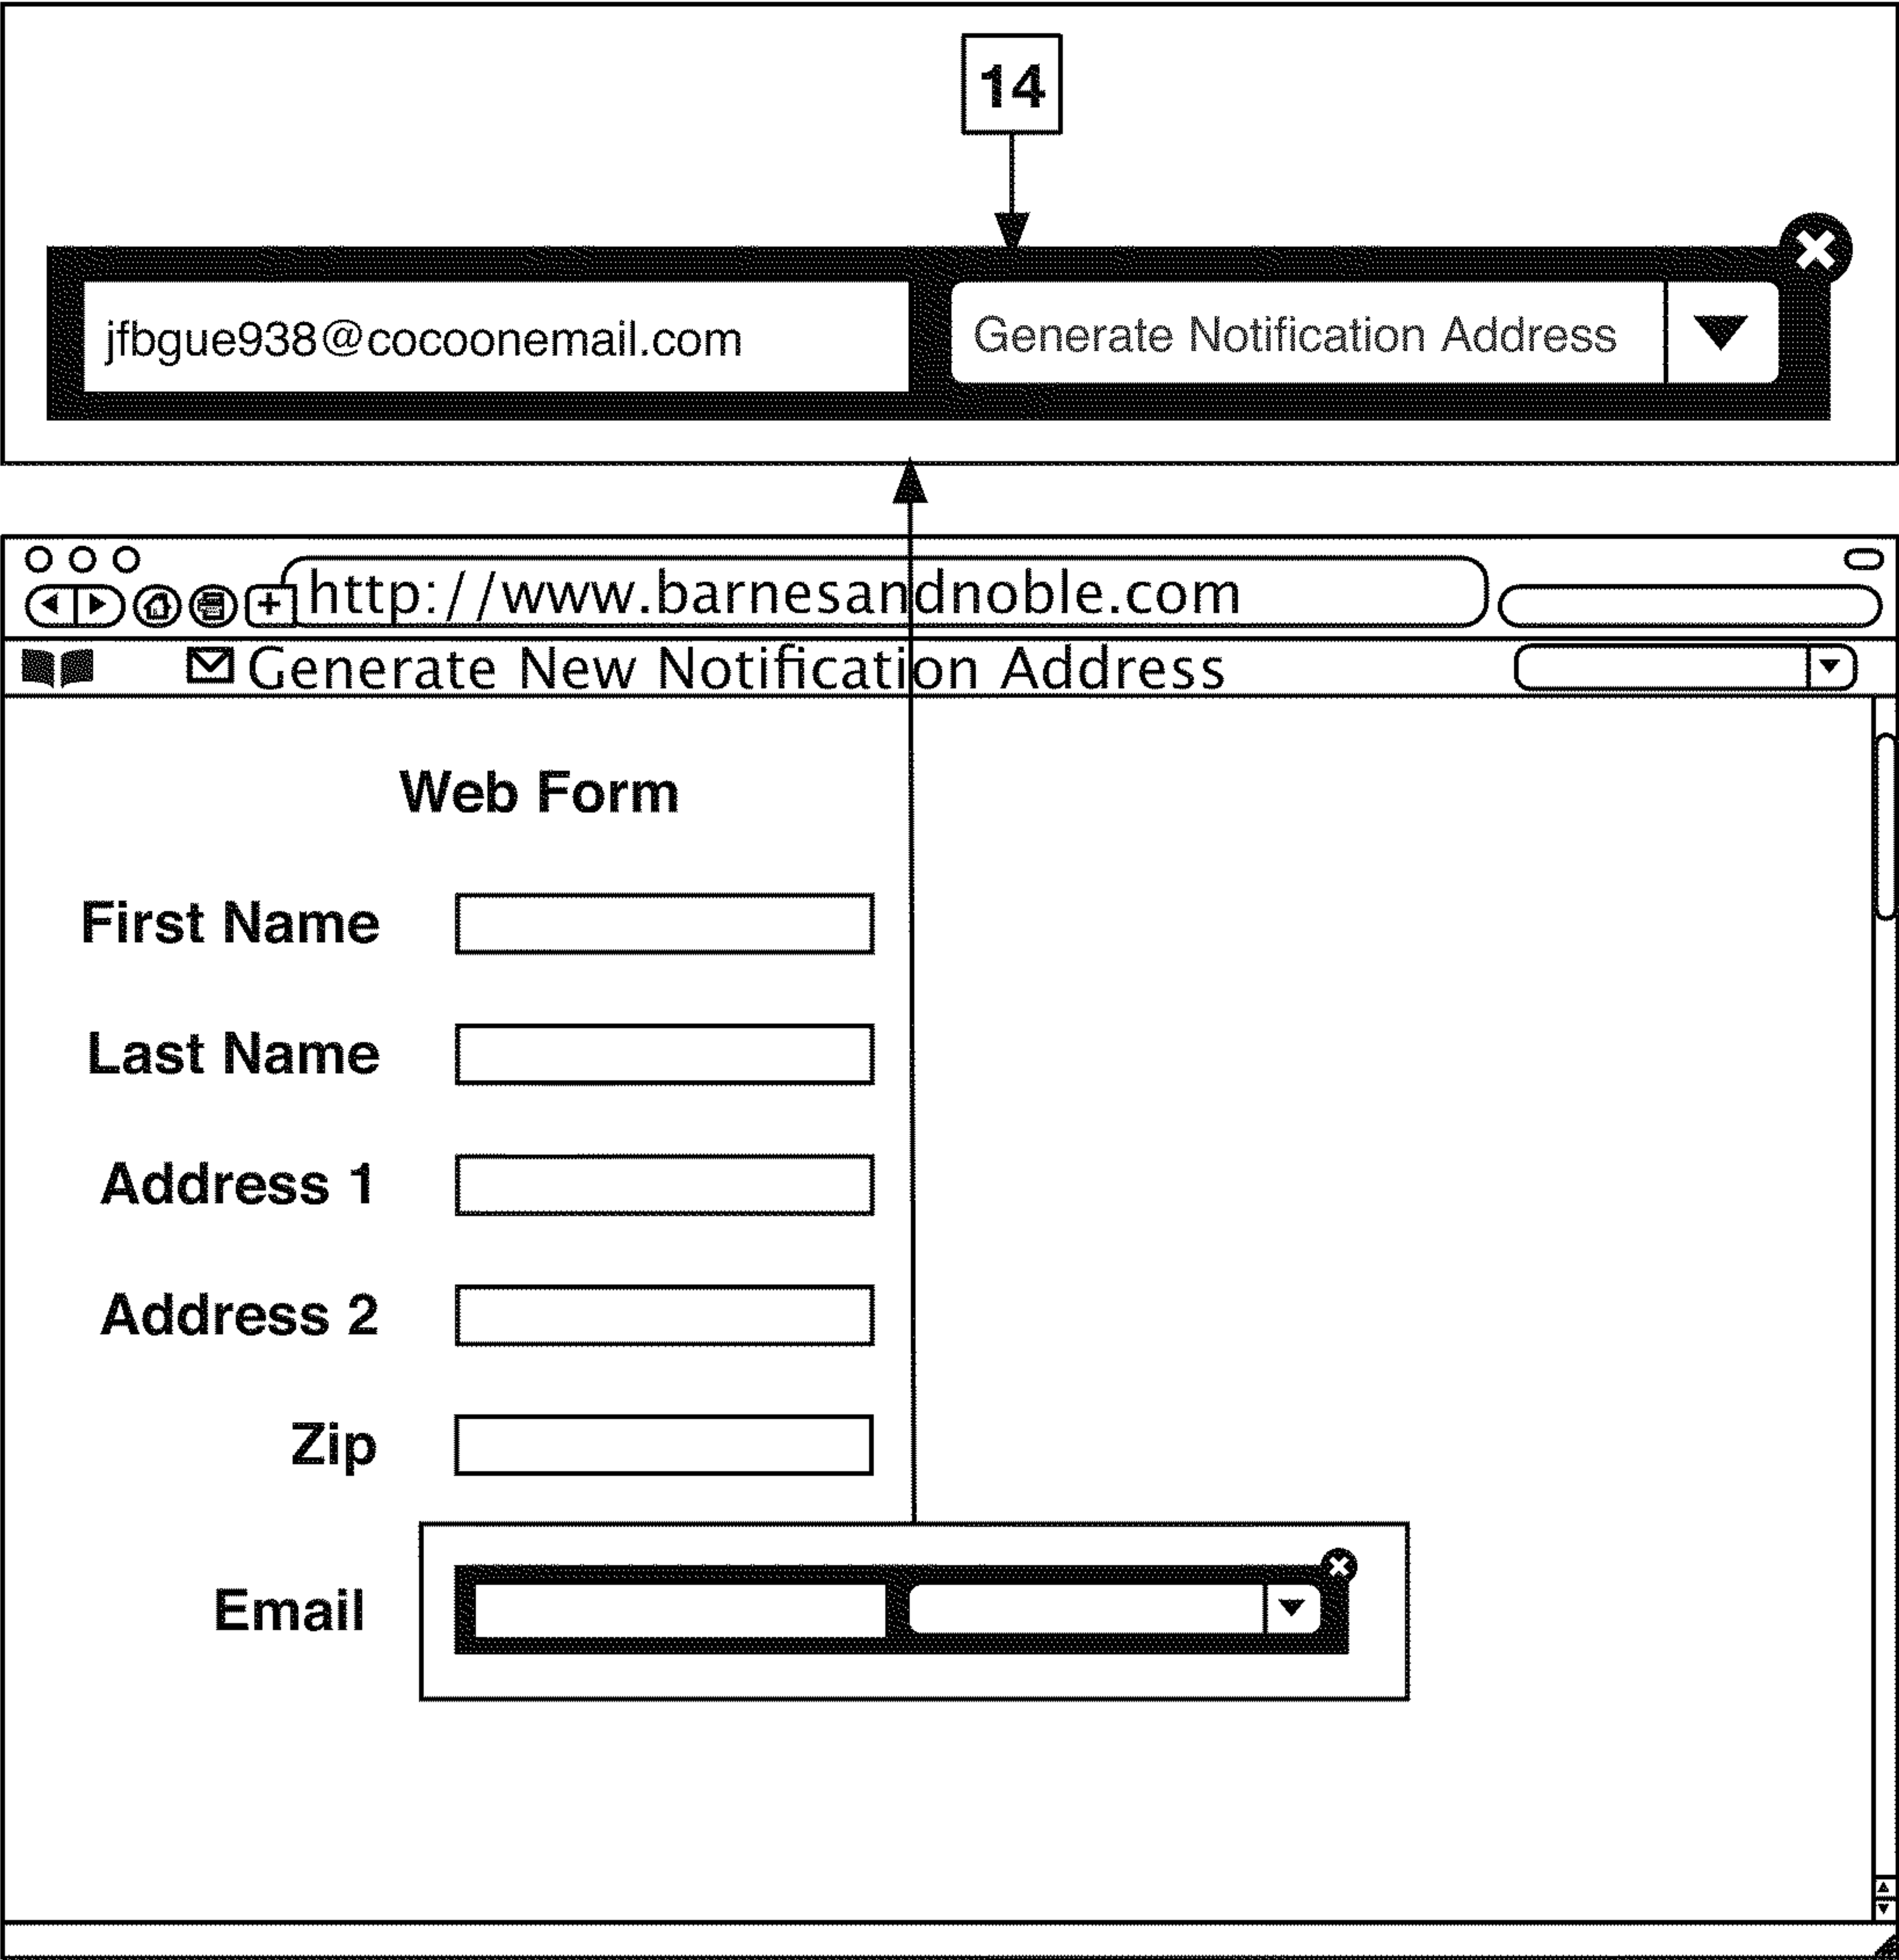 14
jfbgue938@cocoonemail.com Generate Notification Address
http://www.barnesandnoble.com
Generate New Notification Address
Web Form
First Name
Last Name
Address 1
Address 2
Zip
Email